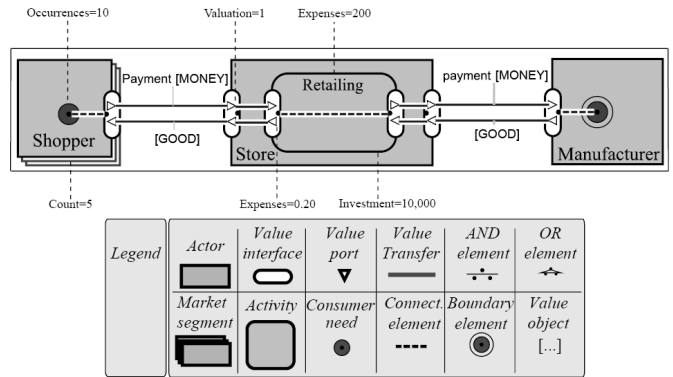 Occurrences=10
Valuation=1
Expenses=200
Payment [MONEY]
Retailing
payment [MONEY]
Shopper
[GOOD]
Store
[GOOD]
Manufacturer
Count=5
Expenses=0.20
Investment=10,000
Legend
Actor
Value
interface
Value
port
Value
Transfer
AND
element
OR
element
Market
segment
Activity
Consumer
need
Connect.
element
Boundary
element
Value
object
[...]